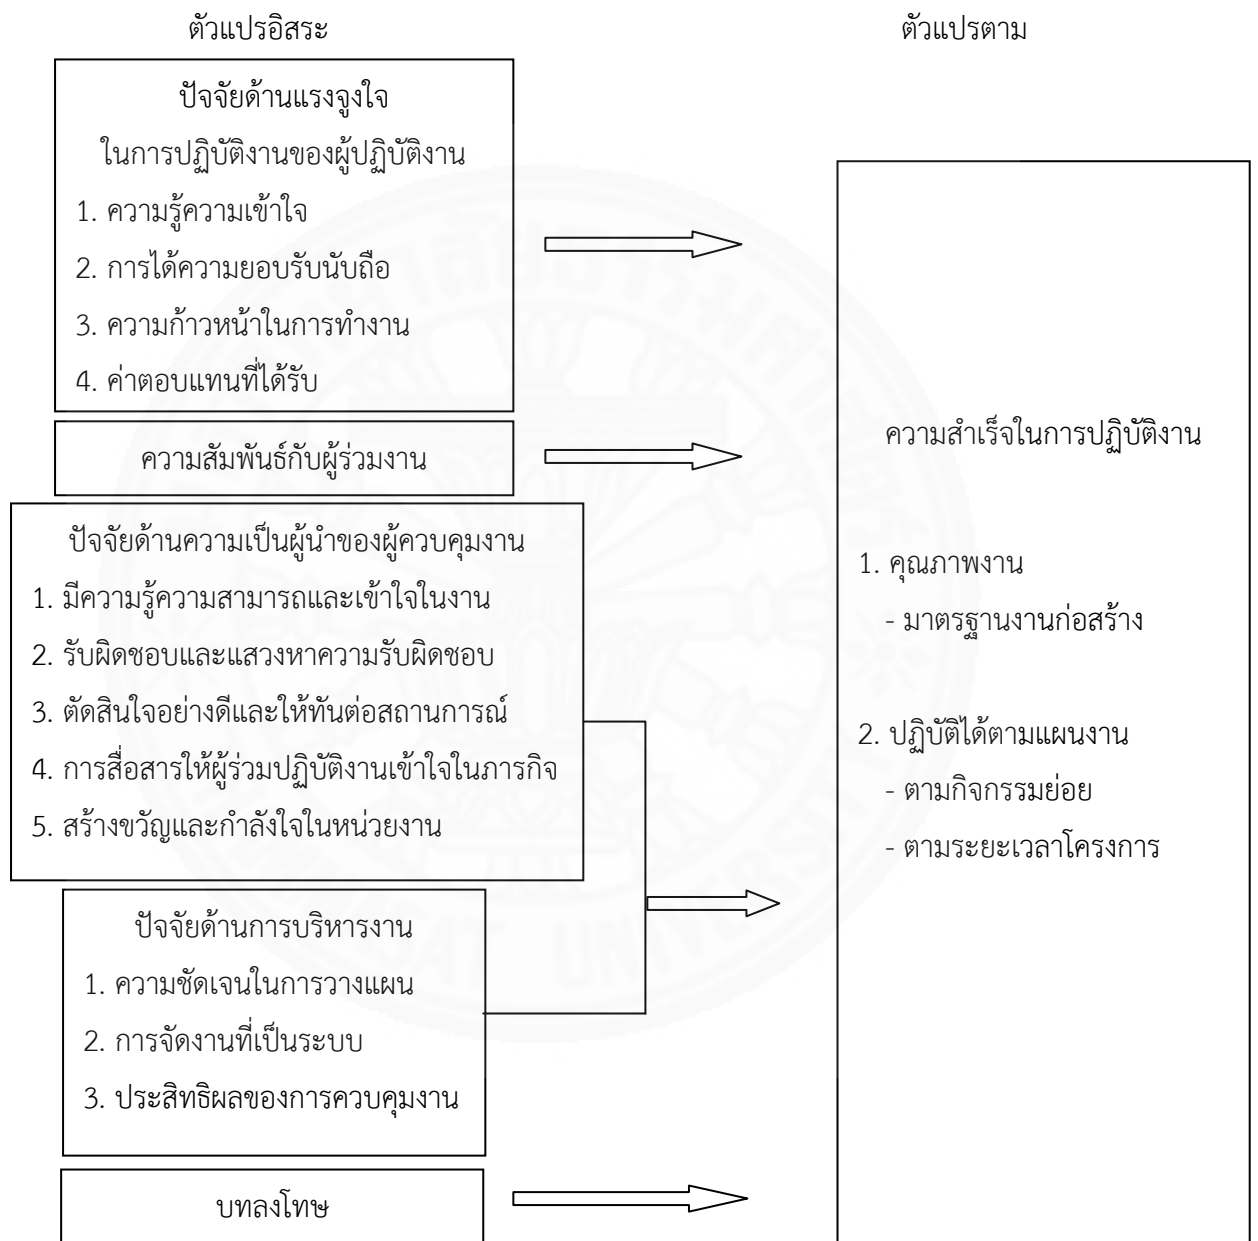 ตัวแปรอิสระ
ตัวแปรตาม
ปัจจัยด้านแรงจูงใจ
ในการปฏิบัติงานของผู้ปฏิบัติงาน
1. ความรู้ความเข้าใจ
2. การได้ความยอบรับนับถือ
3. ความก้าวหน้าในการทำงาน
4. ค่าตอบแทนที่ได้รับ
ความสัมพันธ์กับผู้ร่วมงาน
ปัจจัยด้านความเป็นผู้นำของผู้ควบคุมงาน
1. มีความรู้ความสามารถและเข้าใจในงาน
2. รับผิดชอบและแสวงหาความรับผิดชอบ
3. ตัดสินใจอย่างดีและให้ทันต่อสถานการณ์
4. การสื่อสารให้ผู้ร่วมปฏิบัติงานเข้าใจในภารกิจ
5. สร้างขวัญและกำลังใจในหน่วยงาน
ปัจจัยด้านการบริหารงาน
1. ความชัดเจนในการวางแผน
2. การจัดงานที่เป็นระบบ
3. ประสิทธิผลของการควบคุมงาน
บทลงโทษ
ความสำเร็จในการปฏิบัติงาน
1. คุณภาพงาน
- มาตรฐานงานก่อสร้าง
2. ปฏิบัติได้ตามแผนงาน
- ตามกิจกรรมย่อย
- ตามระยะเวลาโครงการ